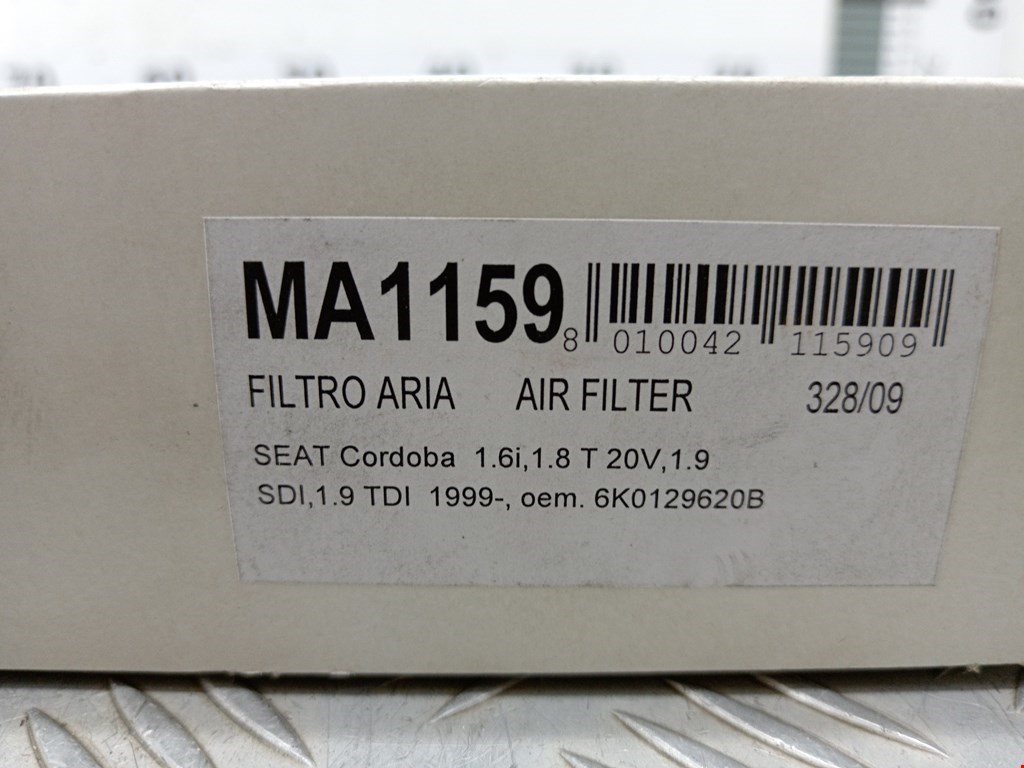 MA1159
8 010042 115909
FILTRO ARIA AIR FILTER 328/09
SEAT Cordoba 1.6i,1.8 T 20V,1.9
SDI,1.9 TDI 1999-, oem. 6K0129620B